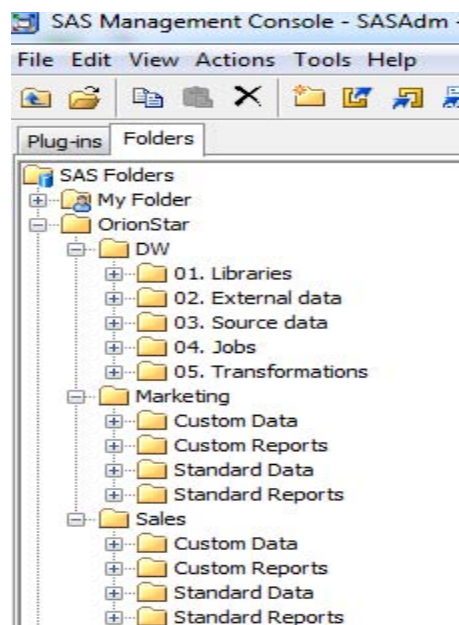 SAS Management Console - SASAdm -
File Edit View Actions Tools Help
Plug-ins Folders
SAS Folders
My Folder
OrionStar
DW
01. Libraries
02. External data
03. Source data
04. Jobs
05. Transformations
Marketing
Custom Data
Custom Reports
Standard Data
Standard Reports
Sales
Custom Data
Custom Reports
Standard Data
Standard Reports